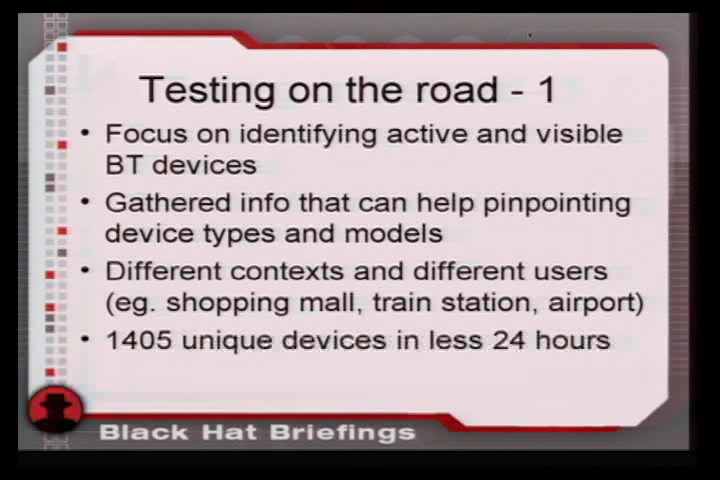 Testing on the road - 1
• Focus on identifying active and visible
BT devices
• Gathered info that can help pinpointing
device types and models
• Different contexts and different users
(eg. shopping mall, train station, airport)
• 1405 unique devices in less 24 hours
Black Hat Briefings